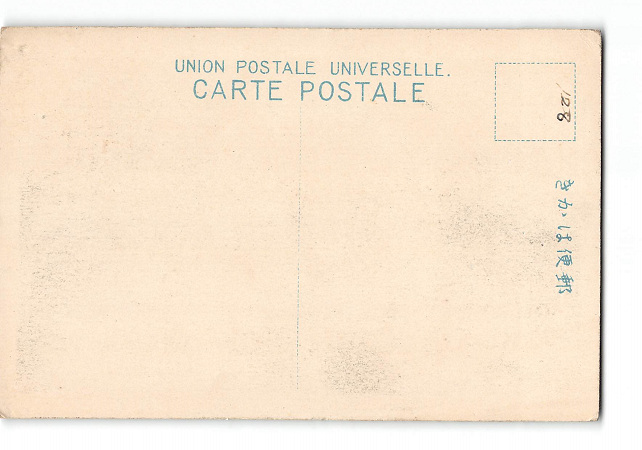 UNION POSTALE UNIVERSELLE.
CARTE POSTALE
128
郵便はかき